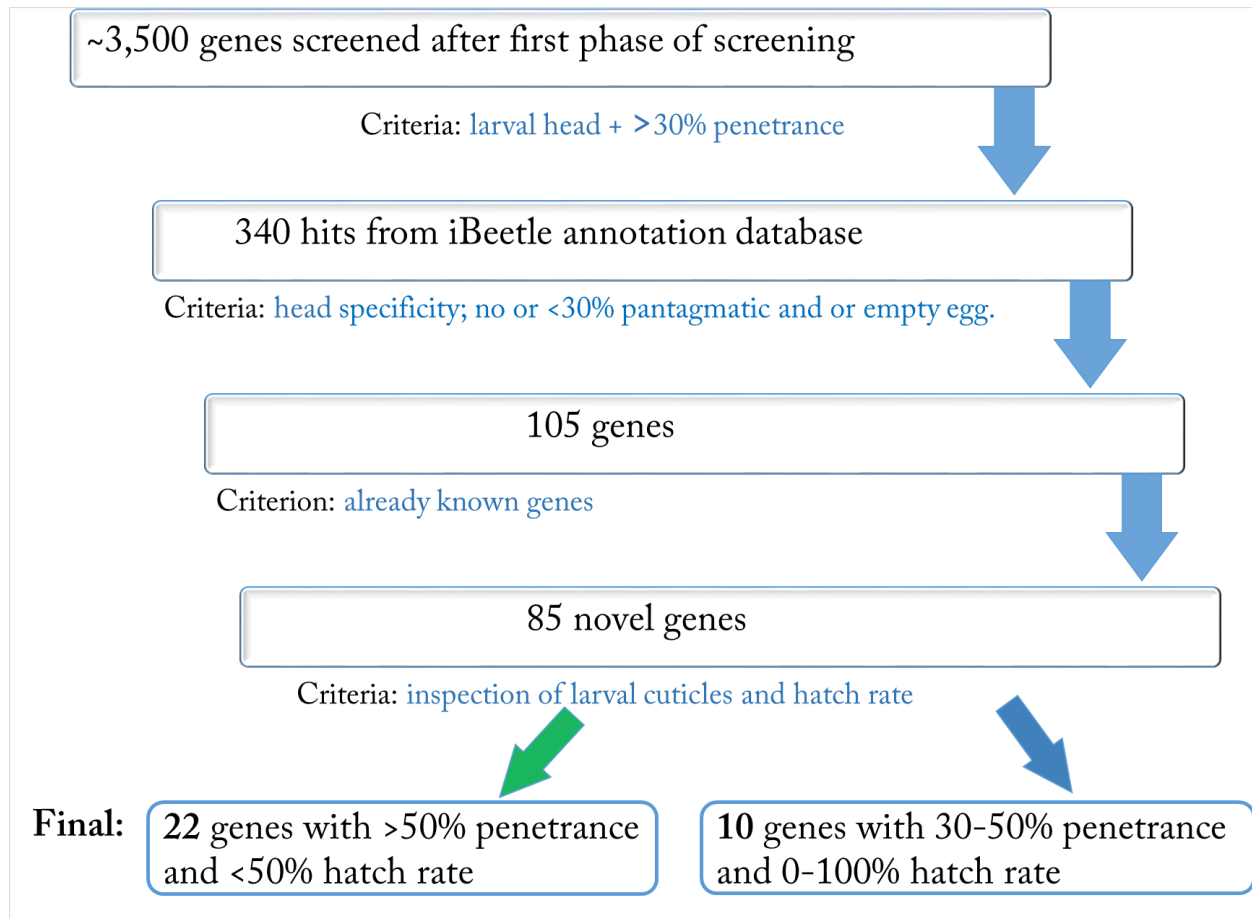 ~3,500 genes screened after first phase of screening
Criteria: larval head + >30% penetrance
340 hits from iBeetle annotation database
Criteria: head specificity; no or <30% pantagmatic and or empty egg.
105 genes
Criterion: already known genes
85 novel genes
Criteria: inspection of larval cuticles and hatch rate
Final:
22 genes with >50% penetrance
and <50% hatch rate
10 genes with 30-50% penetrance
and 0-100% hatch rate